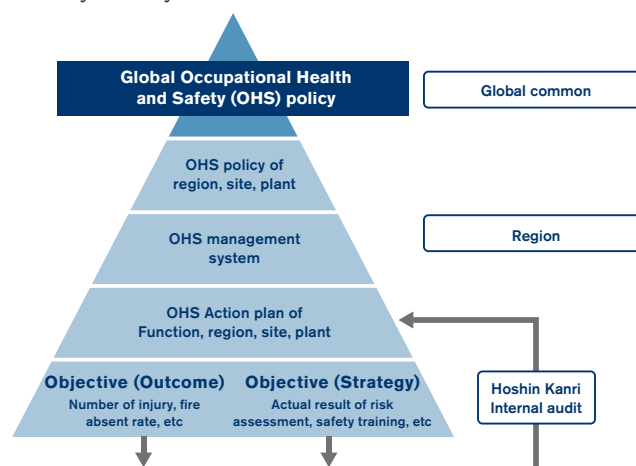 Global Occupational Health
and Safety (OHS) policy
Global common
OHS policy of
region, site, plant
OHS management
system
Region
OHS Action plan of
Function, region, site, plant
Objective (Outcome)
Number of injury, fire
absent rate, etc
Objective (Strategy)
Actual result of risk
assessment, safety training, etc
Hoshin Kanri
Internal audit